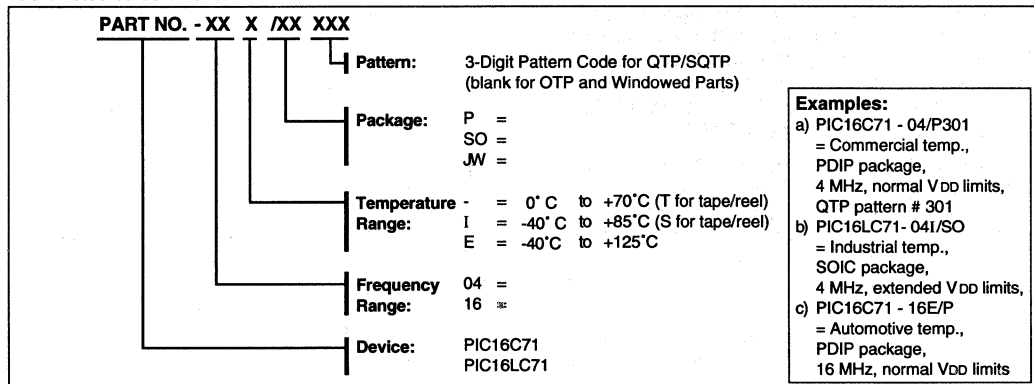 PART NO. - XX X /XX XXX
Pattern: 3-Digit Pattern Code for QTP/SQTP
(blank for OTP and Windowed Parts)
Package: P =
SO =
JW =
Temperature - = 0°C to +70°C (T for tape/reel)
Range: I = -40°C to +85°C (S for tape/reel)
E = -40°C to +125°C
Frequency 04 =
Range: 16 =
Device: PIC16C71
PIC16LC71
Examples:
a) PIC16C71 - 04/P301
= Commercial temp.,
PDIP package,
4 MHz, normal VDD limits,
QTP pattern # 301
b) PIC16LC71- 04I/SO
= Industrial temp.,
SOIC package,
4 MHz, extended VDD limits,
c) PIC16C71 - 16E/P
= Automotive temp.,
PDIP package,
16 MHz, normal VDD limits